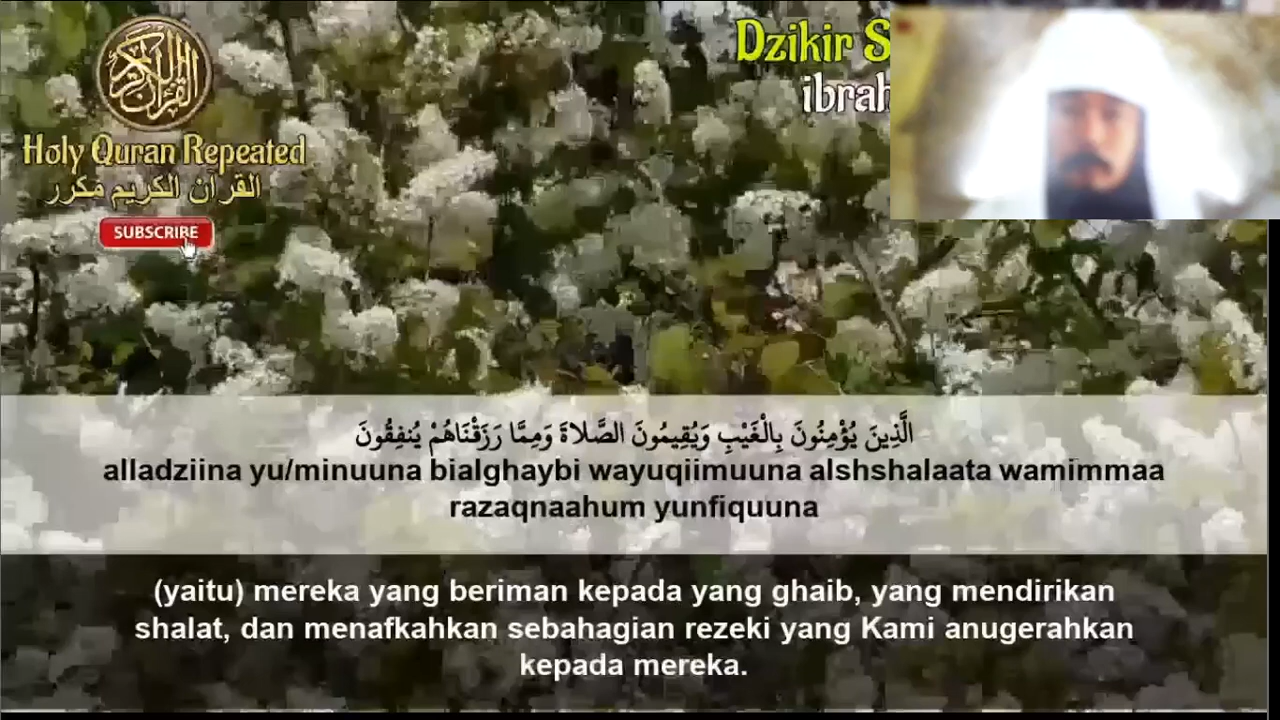 Holy Quran Repeated
القرآن الكريم مكرر
SUBSCRIBE
Dzikir S
ibrah
الَّذِينَ يُؤْمِنُونَ بِالْغَيْبِ وَيُقِيمُونَ الصَّلاةَ وَمِمَّا رَزَقْنَاهُمْ يُنفِقُونَ
alladziina yu/minuuna bialghaybi wayuqiimuuna alshshalaata wamimmaa
razaqnaahum yunfiquuna
(yaitu) mereka yang beriman kepada yang ghaib, yang mendirikan
shalat, dan menafkahkan sebahagian rezeki yang Kami anugerahkan
kepada mereka.